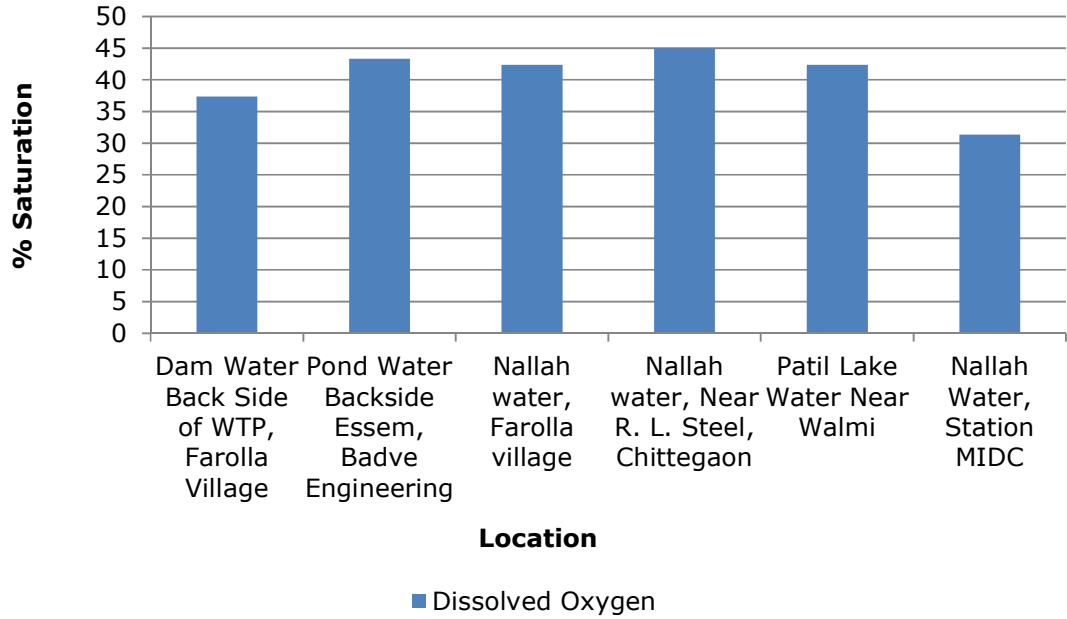 50
45
40
35
30
25
20
15
10
5
0
% Saturation
Dam Water
Back Side
of WTP,
Farolla
Village
Pond Water
Backside
Essem,
Badve
Engineering
Nallah
water,
Farolla
village
Nallah
water, Near
R. L. Steel,
Chittegaon
Patil Lake
Water Near
Walmi
Nallah
Water,
Station
MIDC
Location
Dissolved Oxygen